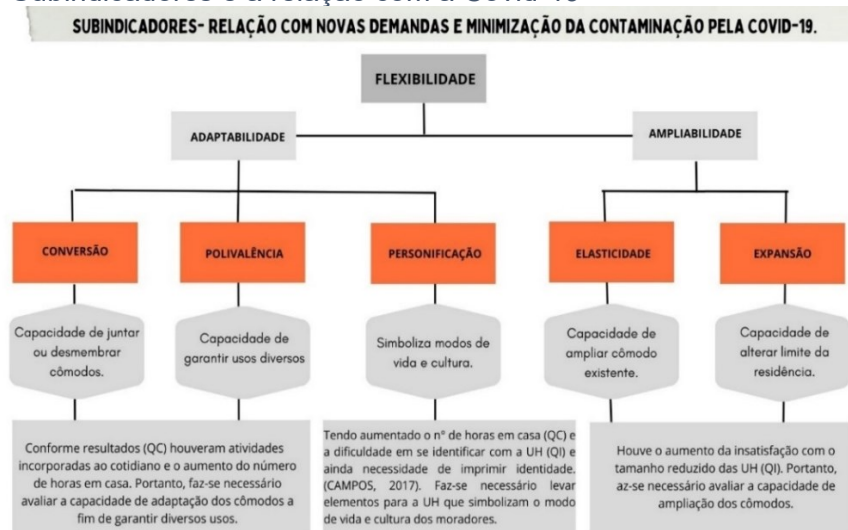 SUBINDICADORES- RELAÇÃO COM NOVAS DEMANDAS E MINIMIZAÇÃO DA CONTAMINAÇÃO PELA COVID-19.
FLEXIBILIDADE
ADAPTABILIDADE
AMPLIABILIDADE
CONVERSÃO
POLIVALÊNCIA
PERSONIFICAÇÃO
ELASTICIDADE
EXPANSÃO
Capacidade de juntar
ou desmembrar
cômodos.
Capacidade de
garantir usos diversos
Simboliza modos de
vida e cultura.
Capacidade de
ampliar cômodo
existente.
Capacidade de
alterar limite da
residência.
Conforme resultados (QC) houveram atividades
incorporadas ao cotidiano e o aumento do número
de horas em casa. Portanto, faz-se necessário
avaliar a capacidade de adaptação dos cômodos a
fim de garantir diversos usos.
Tendo aumentado o nº de horas em casa (QC) e
a dificuldade em se identificar com a UH (QI) e
ainda necessidade de imprimir identidade.
(CAMPOS, 2017). Faz-se necessário levar
elementos para a UH que simbolizam o modo
de vida e cultura dos moradores.
Houve o aumento da insatisfação com o
tamanho reduzido das UH (QI). Portanto,
az-se necessário avaliar a capacidade de
ampliação dos cômodos.